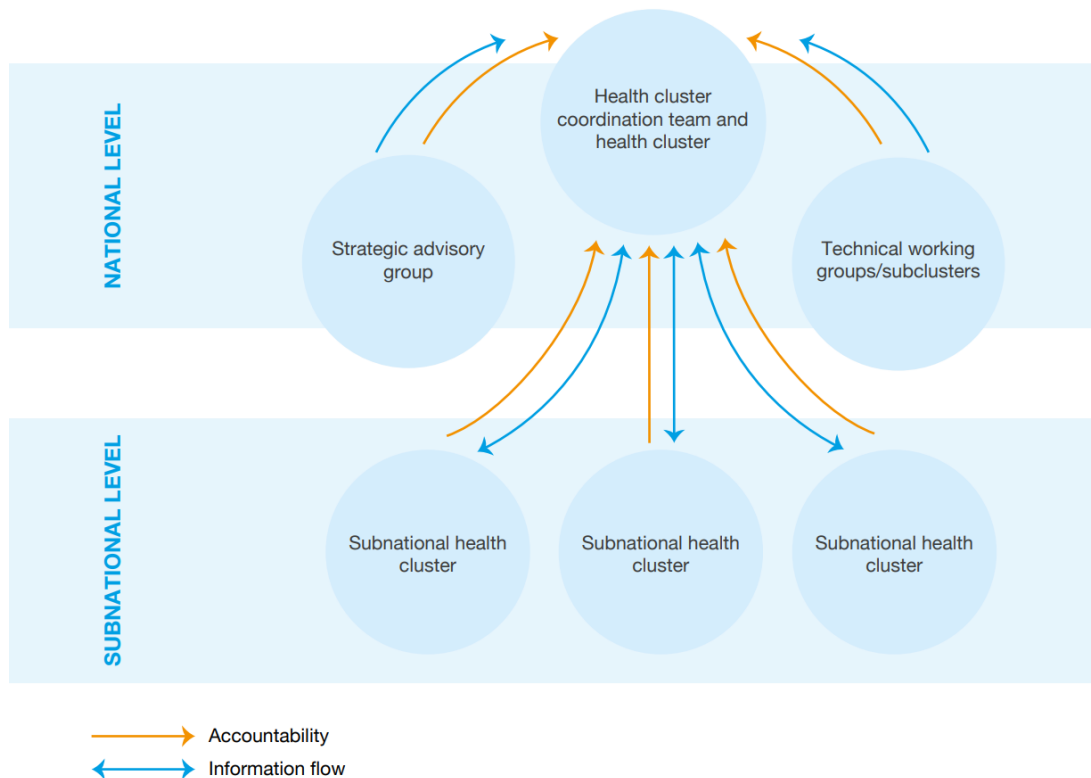 NATIONAL LEVEL
Health cluster
coordination team and
health cluster
Strategic advisory
group
Technical working
groups/subclusters
SUBNATIONAL LEVEL
Subnational health
cluster
Subnational health
cluster
Subnational health
cluster
Accountability
Information flow